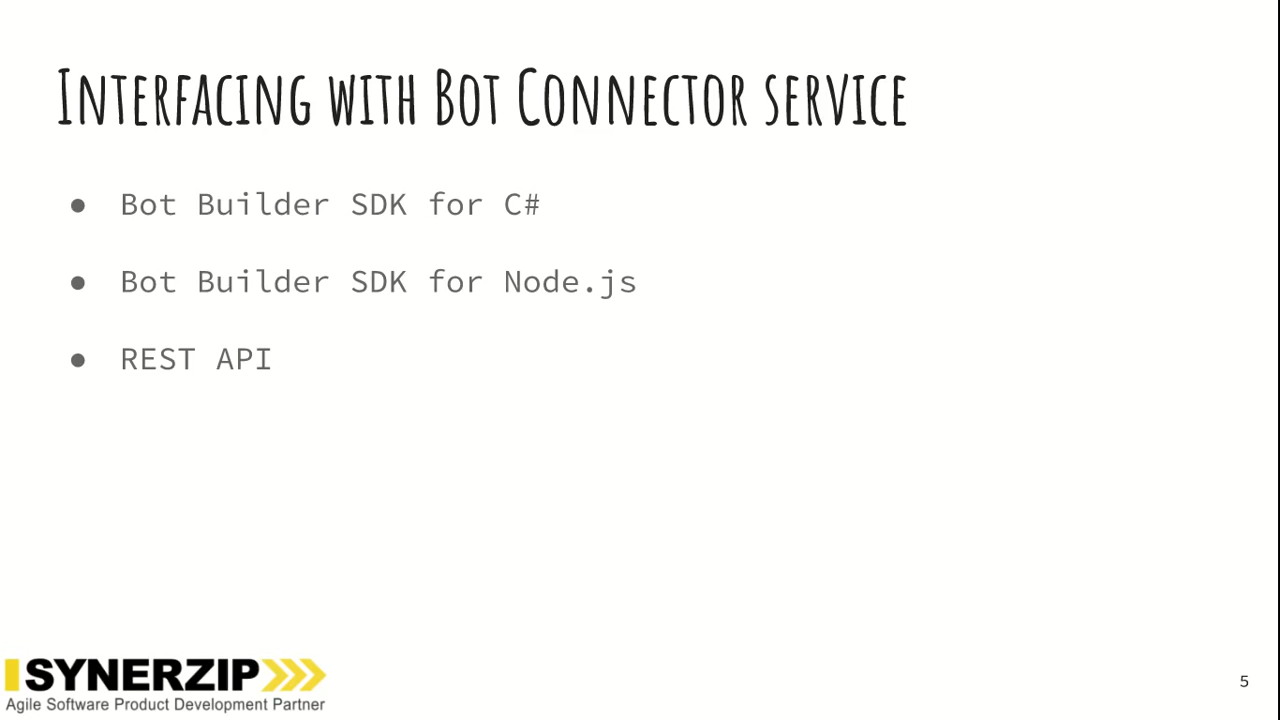 Interfacing with Bot Connector service
● Bot Builder SDK for C#
● Bot Builder SDK for Node.js
● REST API
SYNERZIP
Agile Software Product Development Partner
5